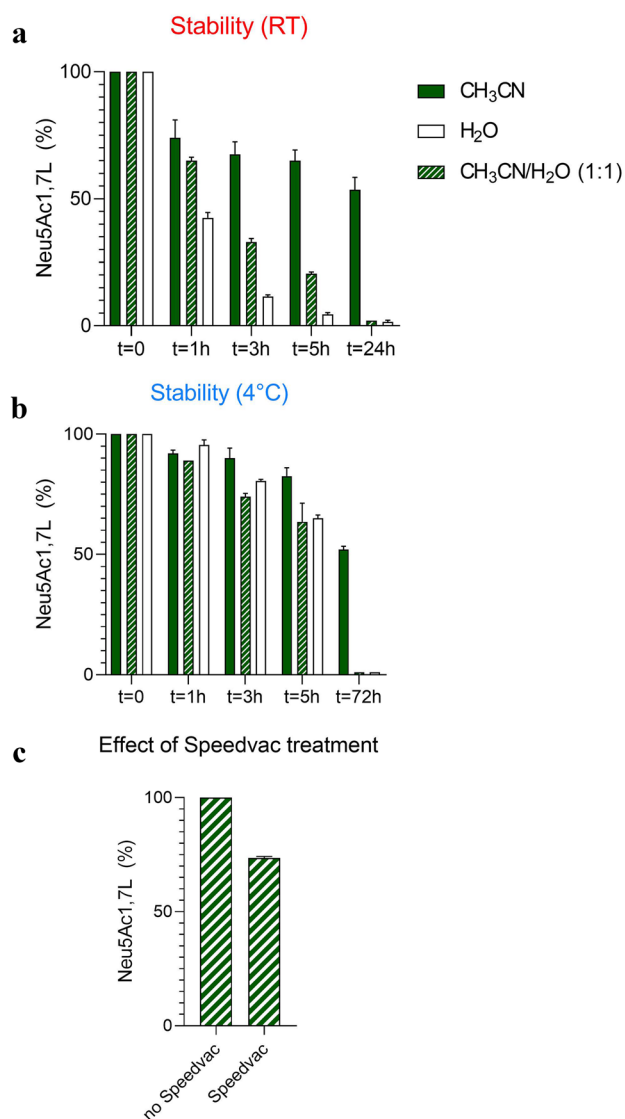 a
Stability (RT)
Neu5Ac1,7L (%)
100
50
0
t=0 t=1h t=3h t=5h t=24h
CH₃CN
H₂O
CH₃CN/H₂O (1:1)
b
Stability (4°C)
Neu5Ac1,7L (%)
100
50
0
t=0 t=1h t=3h t=5h t=72h
c
Effect of Speedvac treatment
Neu5Ac1,7L (%)
100
50
0
no Speedvac
Speedvac